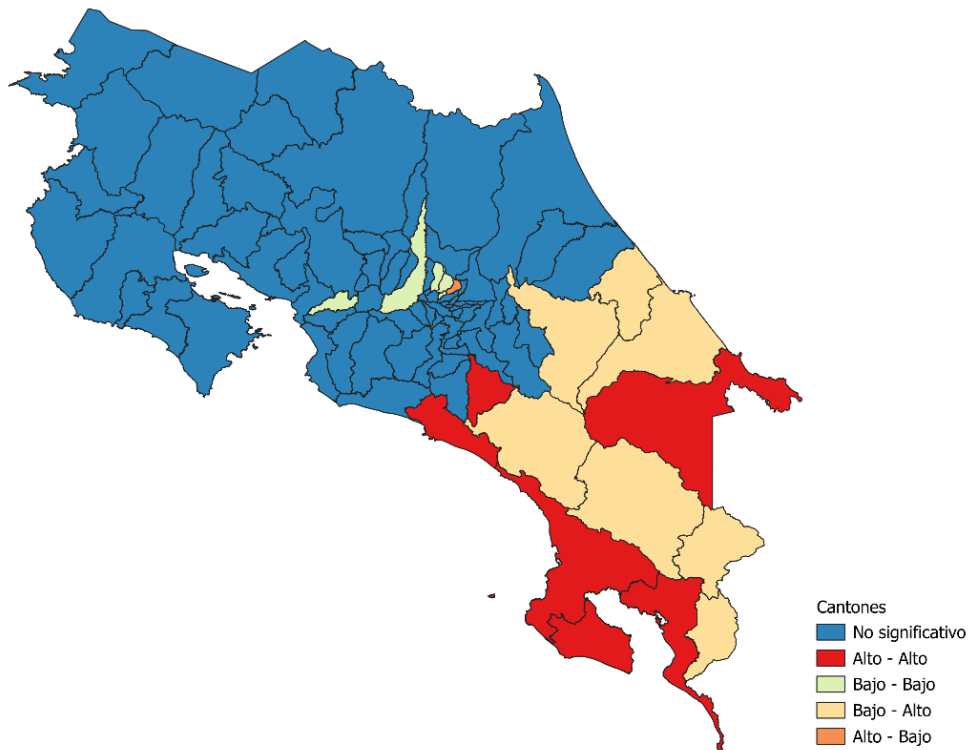 Cantones
No significativo
Alto - Alto
Bajo - Bajo
Bajo - Alto
Alto - Bajo